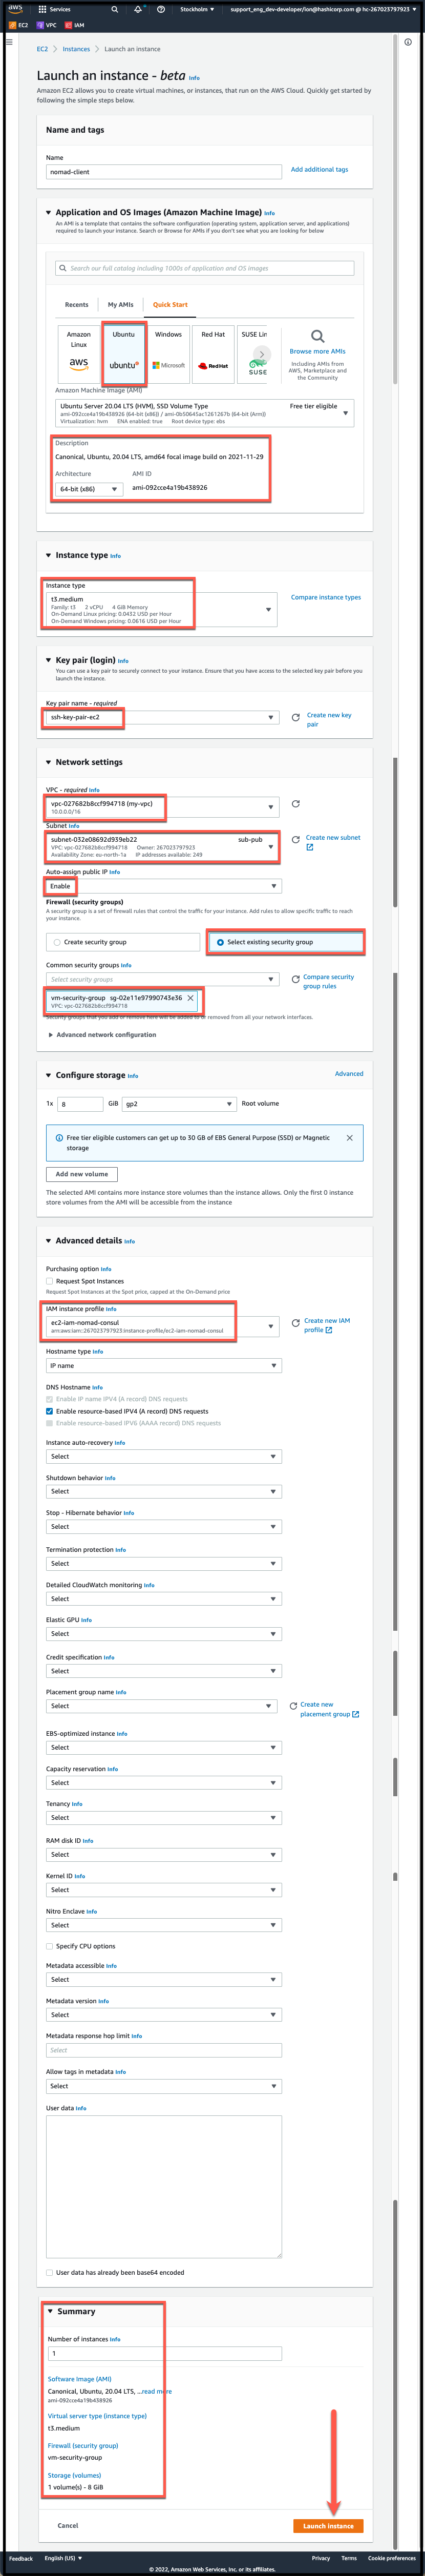 aws
Services
Stockholm ▼
support_eng_dev-developer/ion@hashicorp.com @ hc-267023797923 ▼
EC2
VPC
IAM
EC2 > Instances > Launch an instance
Launch an instance - beta Info
Amazon EC2 allows you to create virtual machines, or instances, that run on the AWS Cloud. Quickly get started by
following the simple steps below.
Name and tags
Name
nomad-client
Add additional tags
Application and OS Images (Amazon Machine Image) Info
An AMI is a template that contains the software configuration (operating system, application server, and applications)
required to launch your instance. Search or Browse for AMIs if you don't see what you are looking for below
Search our full catalog including 1000s of application and OS images
Recents
My AMIs
Quick Start
Amazon
Linux
aws
Ubuntu
ubuntu
Windows
Microsoft
Red Hat
Red Hat
SUSE Lin
SUSE
Browse more AMIs
Including AMIs from
AWS, Marketplace and
the Community
Amazon Machine Image (AMI)
Ubuntu Server 20.04 LTS (HVM), SSD Volume Type
Free tier eligible
ami-092cce4a19b438926 (64-bit (x86)) / ami-0b50645ac1261267b (64-bit (Arm))
Virtualization: hvm ENA enabled: true Root device type: ebs
Description
Canonical, Ubuntu, 20.04 LTS, amd64 focal image build on 2021-11-29
Architecture
AMI ID
64-bit (x86)
ami-092cce4a19b438926
Instance type Info
Instance type
t3.medium
Family: t3 2 vCPU 4 GiB Memory
On-Demand Linux pricing: 0.0432 USD per Hour
On-Demand Windows pricing: 0.0616 USD per Hour
Compare instance types
Key pair (login) Info
You can use a key pair to securely connect to your instance. Ensure that you have access to the selected key pair before you
launch the instance.
Key pair name - required
ssh-key-pair-ec2
Create new key
pair
Network settings
VPC - required Info
vpc-027682b8ccf994718 (my-vpc)
10.0.0.0/16
Subnet Info
subnet-032e08692d939eb22
sub-pub
VPC: vpc-027682b8ccf994718 Owner: 267023797923
Availability Zone: eu-north-1a IP addresses available: 249
Create new subnet
Auto-assign public IP Info
Enable
Firewall (security groups)
A security group is a set of firewall rules that control the traffic for your instance. Add rules to allow specific traffic to reach
your instance.
Create security group
Select existing security group
Common security groups Info
Select security groups
Compare security
group rules
vm-security-group sg-02e11e97990743e36 X
VPC: vpc-027682b8ccf994718
Security groups that you add or remove here will be added to or removed from all your network interfaces.
Advanced network configuration
Configure storage Info
Advanced
1x
8
GiB
gp2
Root volume
Free tier eligible customers can get up to 30 GB of EBS General Purpose (SSD) or Magnetic
storage
Add new volume
The selected AMI contains more instance store volumes than the instance allows. Only the first 0 instance
store volumes from the AMI will be accessible from the instance
Advanced details Info
Purchasing option Info
Request Spot Instances
Request Spot Instances at the Spot price, capped at the On-Demand price
IAM instance profile Info
ec2-iam-nomad-consul
arn:aws:iam::267023797923:instance-profile/ec2-iam-nomad-consul
Create new IAM
profile
Hostname type Info
IP name
DNS Hostname Info
Enable IP name IPV4 (A record) DNS requests
Enable resource-based IPV4 (A record) DNS requests
Enable resource-based IPV6 (AAAA record) DNS requests
Instance auto-recovery Info
Select
Shutdown behavior Info
Select
Stop - Hibernate behavior Info
Select
Termination protection Info
Select
Detailed CloudWatch monitoring Info
Select
Elastic GPU Info
Select
Credit specification Info
Select
Placement group name Info
Select
Create new
placement group
EBS-optimized instance Info
Select
Capacity reservation Info
Select
Tenancy Info
Select
RAM disk ID Info
Select
Kernel ID Info
Select
Nitro Enclave Info
Select
Specify CPU options
Metadata accessible Info
Select
Metadata version Info
Select
Metadata response hop limit Info
Select
Allow tags in metadata Info
Select
User data Info
User data has already been base64 encoded
Summary
Number of instances Info
1
Software Image (AMI)
Canonical, Ubuntu, 20.04 LTS, ...read more
ami-092cce4a19b438926
Virtual server type (instance type)
t3.medium
Firewall (security group)
vm-security-group
Storage (volumes)
1 volume(s) - 8 GiB
Cancel
Launch Instance
Feedback
English (US) ▼
Privacy
Terms
Cookie preferences
© 2022, Amazon Web Services, Inc. or its affiliates.